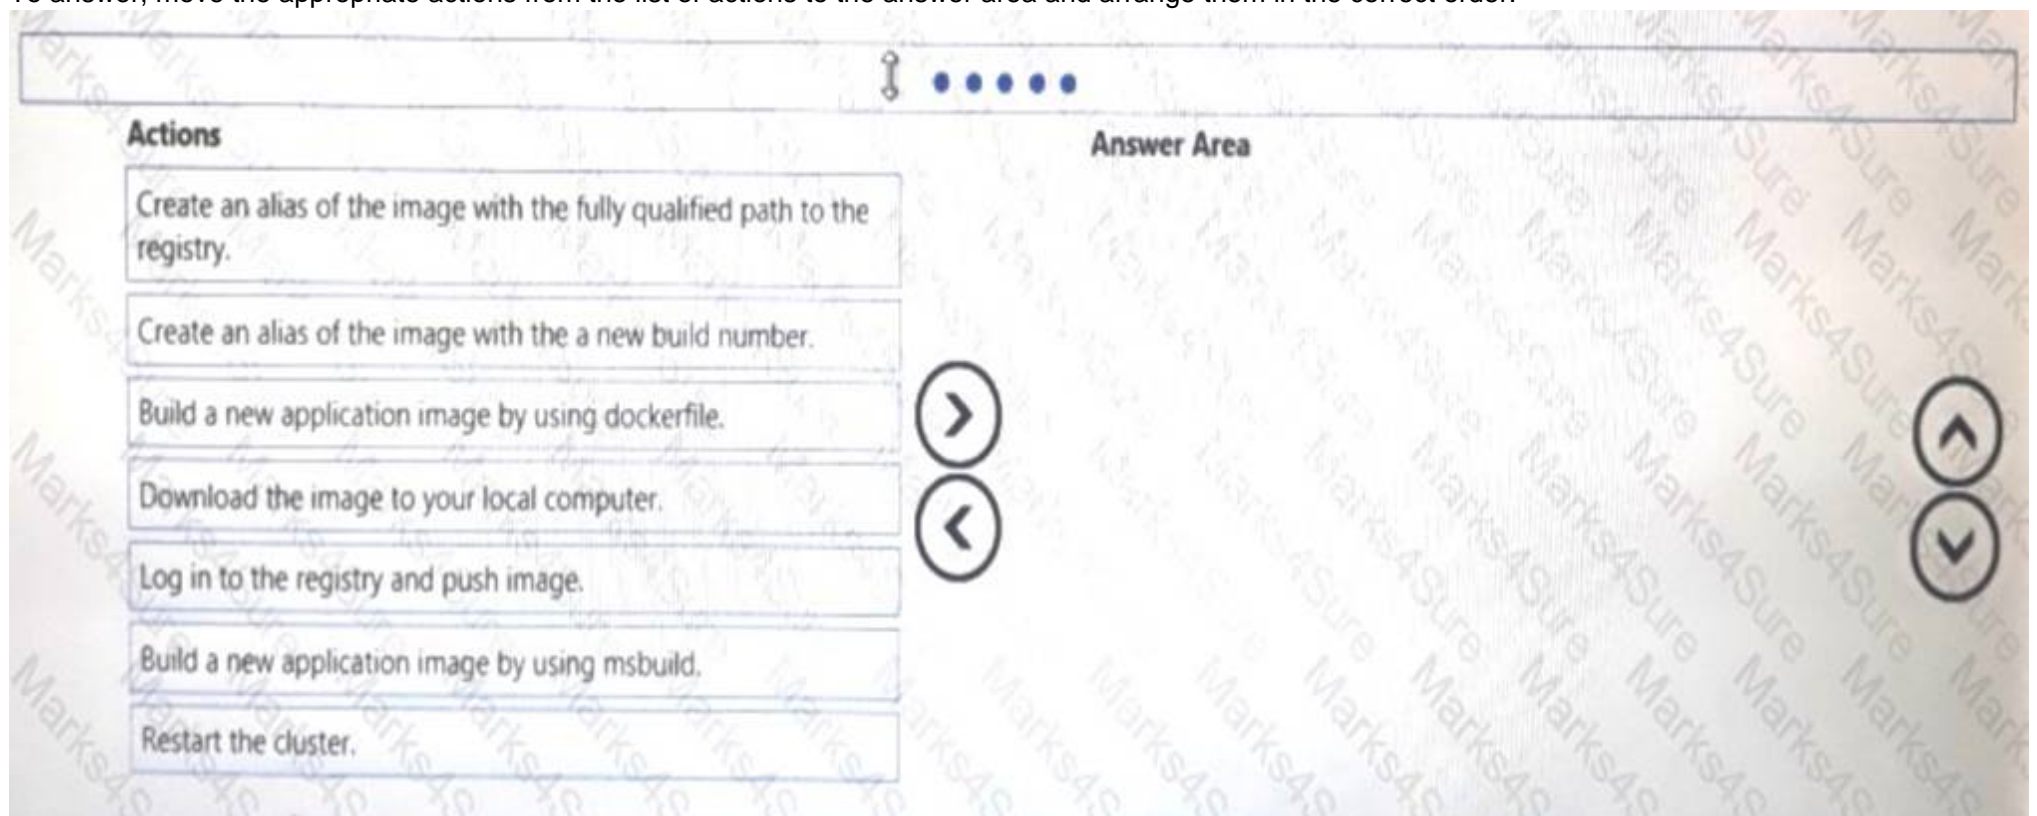 To answer, move the appropriate actions from the list of actions to the answer area and arrange them in the correct order.
Actions
Answer Area
Create an alias of the image with the fully qualified path to the
registry.
Create an alias of the image with the a new build number.
Build a new application image by using dockerfile.
Download the image to your local computer.
Log in to the registry and push image.
Build a new application image by using msbuild.
Restart the cluster.
Marks4Sure